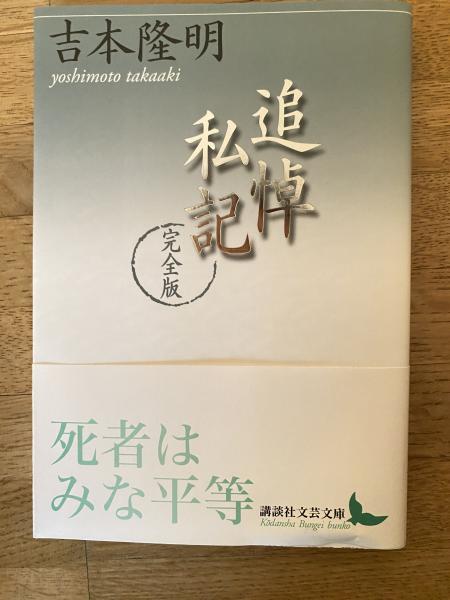 吉本隆明
yoshimoto takaaki
追悼
私記
完全版
死者は
みな平等
講談社文芸文庫
Kōdansha Bungei bunko